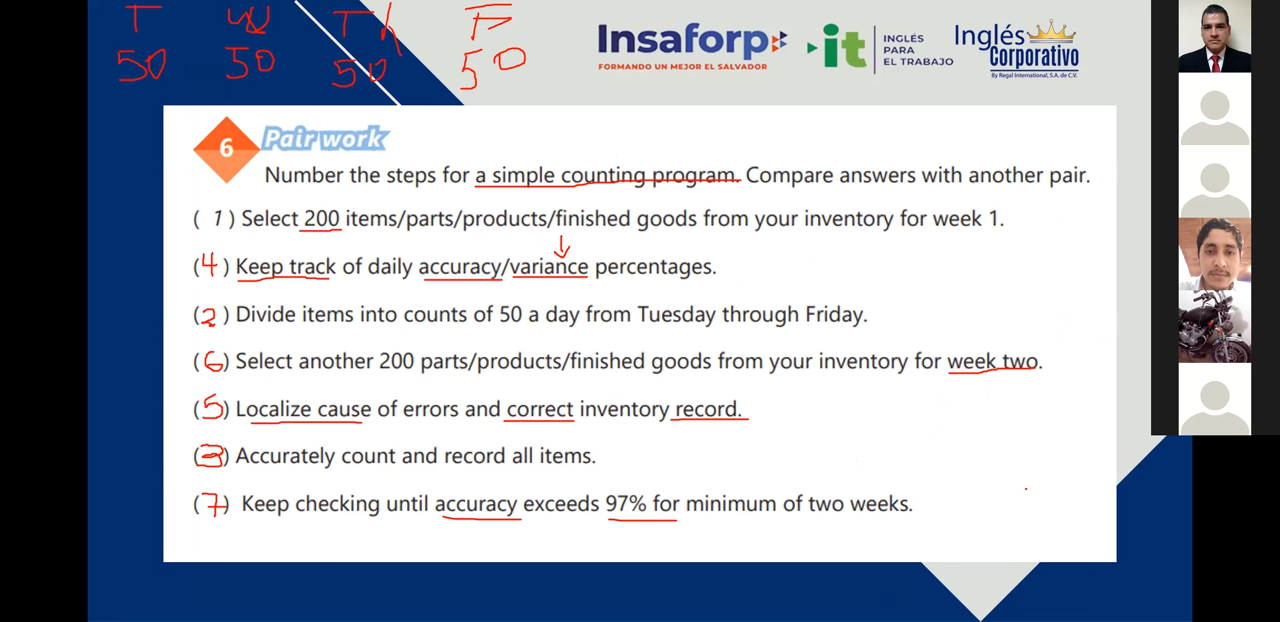 T W Th F
50 50 50 50
Insaforp
FORMANDO UN MEJOR EL SALVADOR
it
INGLÉS
PARA
EL TRABAJO
Inglés
Corporativo
By Regal International, S.A. de C.V.
6 Pair work
Number the steps for a simple counting program. Compare answers with another pair.
( 1 ) Select 200 items/parts/products/finished goods from your inventory for week 1.
(4) Keep track of daily accuracy/variance percentages.
(2) Divide items into counts of 50 a day from Tuesday through Friday.
(6) Select another 200 parts/products/finished goods from your inventory for week two.
(5) Localize cause of errors and correct inventory record.
(3) Accurately count and record all items.
(7) Keep checking until accuracy exceeds 97% for minimum of two weeks.